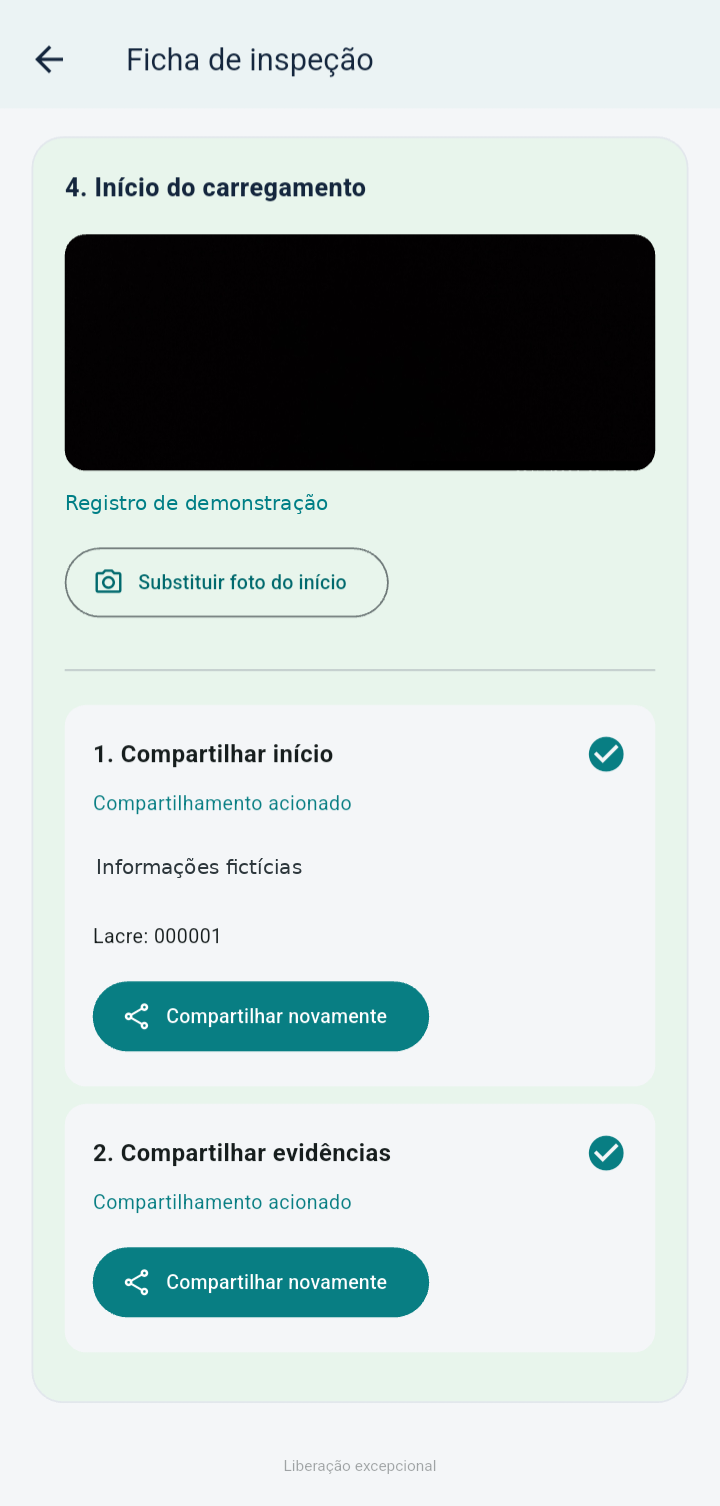 Ficha de inspeção
4. Início do carregamento
Registro de demonstração
Substituir foto do início
1. Compartilhar início
Compartilhamento acionado
Informações fictícias
Lacre: 000001
Compartilhar novamente
2. Compartilhar evidências
Compartilhamento acionado
Compartilhar novamente
Liberação excepcional